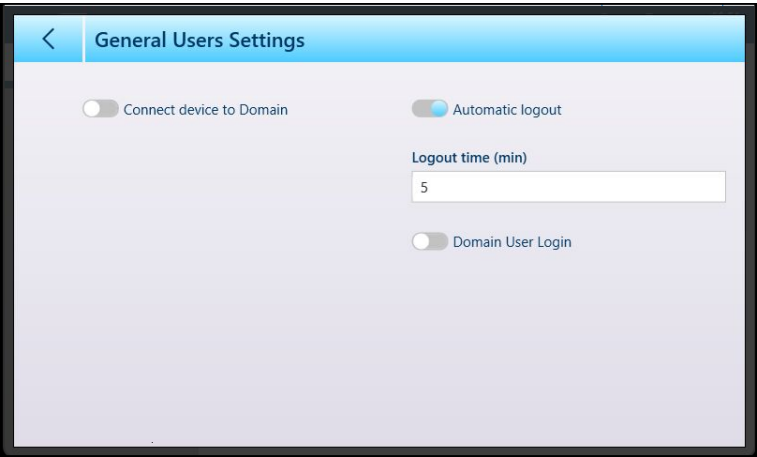 General Users Settings
Connect device to Domain
Automatic logout
Logout time (min)
5
Domain User Login